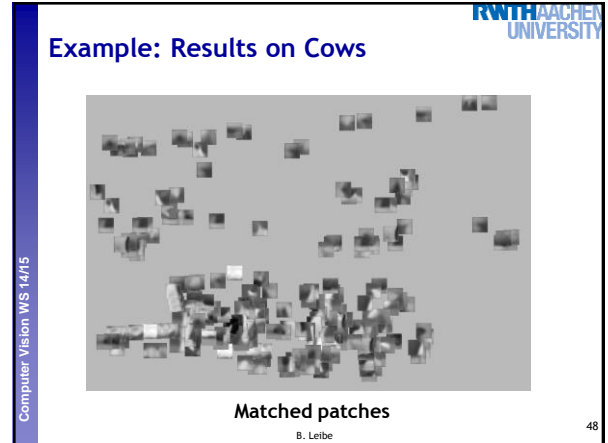 RWTHAACHEN
UNIVERSITY
Example: Results on Cows
Computer Vision WS 14/15
Matched patches
B. Leibe
48